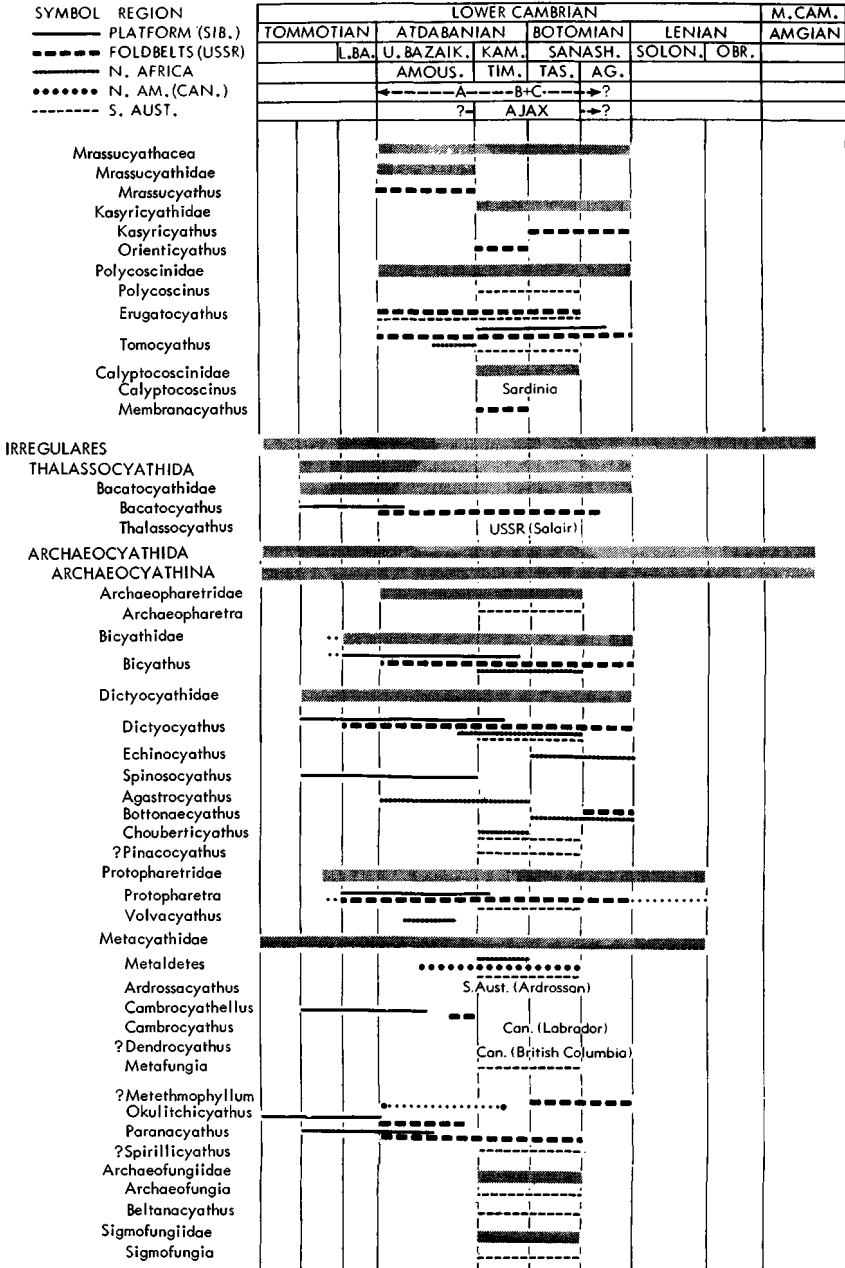 SYMBOL REGION LOWER CAMBRIAN M.CAM.
PLATFORM (SIB.) TOMMOTIAN ATDABANIAN BOTOMIAN LENIAN AMGIAN
FOLDBELTS (USSR) L.BA. U.BAZAIK. KAM. SANASH. SOLON. OBR.
N. AFRICA AMOUS. TIM. TAS. AG.
N. AM.(CAN.) A B+C ?
S. AUST. ?- AJAX ?
Mrassucyathacea
Mrassucyathidae
Mrassucyathus
Kasyricyathidae
Kasyricyathus
Orienticyathus
Polycoscinidae
Polycoscinus
Erugatocyathus
Tomocyathus
Calyptocoscinidae
Calyptocoscinus Sardinia
Membranacyathus
IRREGULARES
THALASSOCYATHIDA
Bacatocyathidae
Bacatocyathus
Thalassocyathus USSR (Salair)
ARCHAEOCYATHIDA
ARCHAEOCYATHINA
Archaeopharetridae
Archaeopharetra
Bicyathidae
Bicyathus
Dictyocyathidae
Dictyocyathus
Echinocyathus
Spinosocyathus
Agastrocyathus
Bottonaecyathus
Chouberticyathus
?Pinacocyathus
Protopharetridae
Protopharetra
Volvacyathus
Metacyathidae
Metaldetes
Ardrossacyathus S.Aust. (Ardrossan)
Cambrocyathellus
Cambrocyathus Can. (Labrador)
?Dendrocyathus Can. (British Columbia)
Metafungia
?Metethmophyllum
Okulitchicyathus
Paranacyathus
?Spirillicyathus
Archaeofungiidae
Archaeofungia
Beltanacyathus
Sigmofungiidae
Sigmofungia